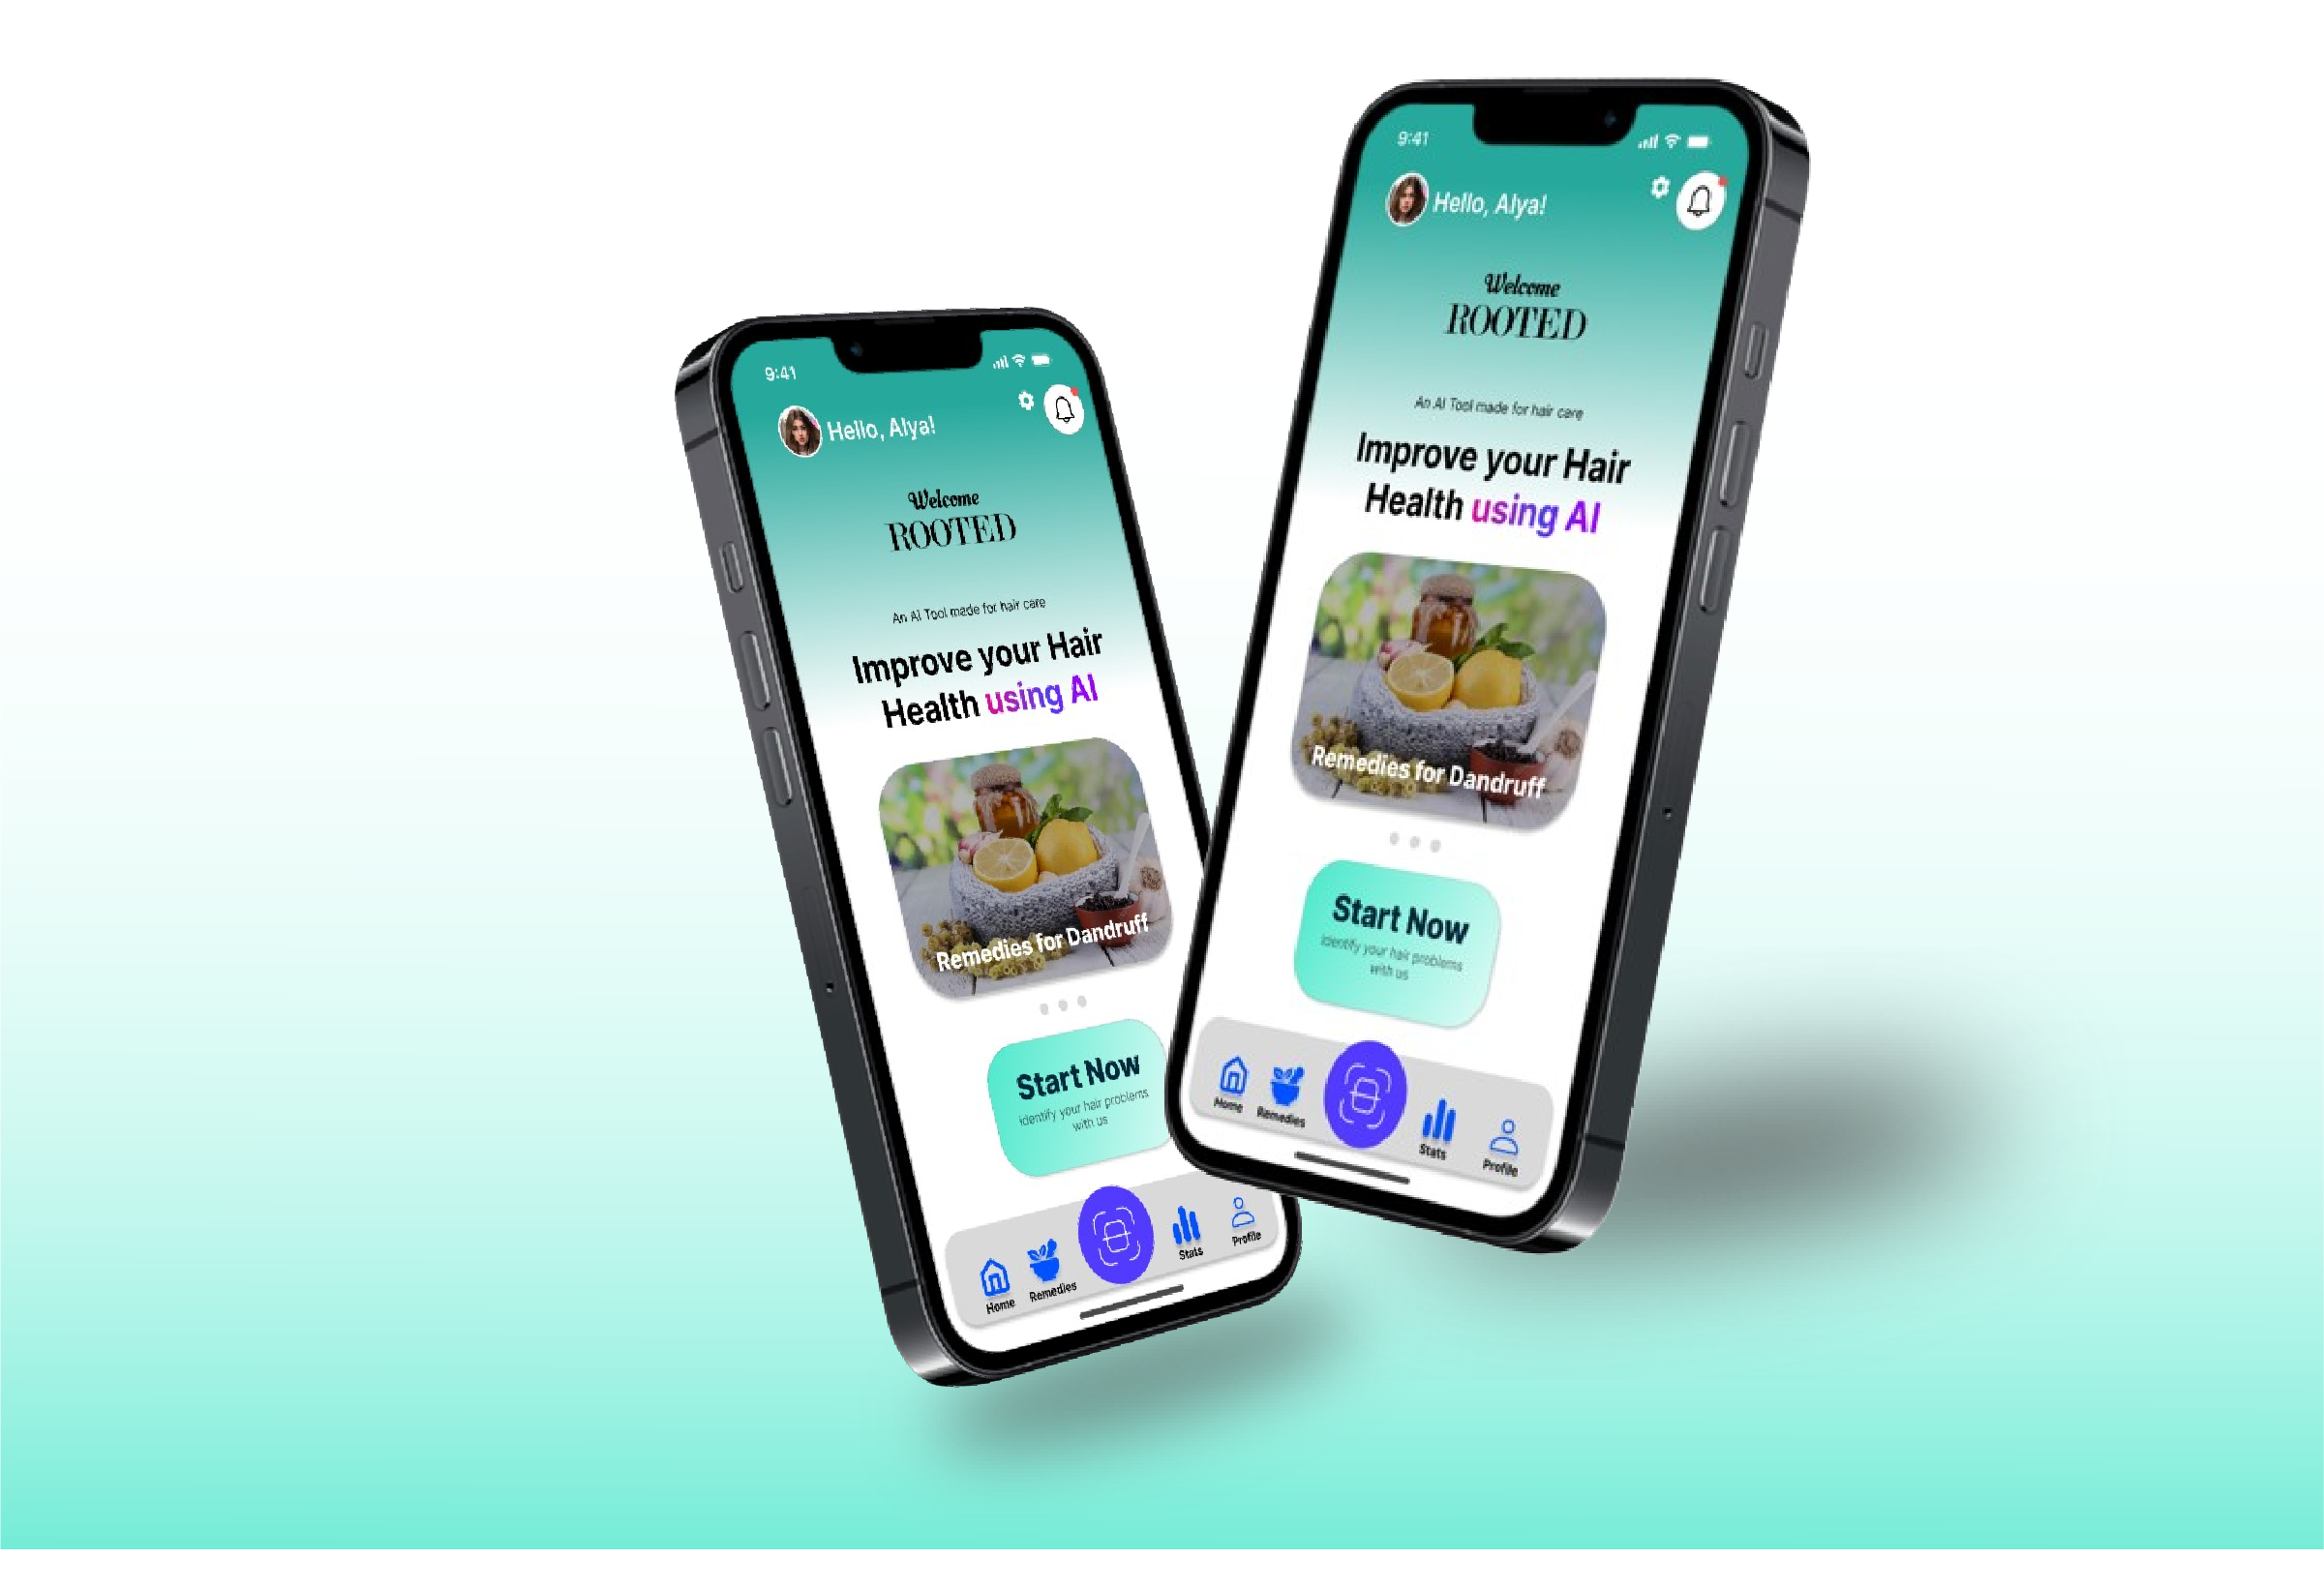 9:41
Hello, Alya!
Welcome
ROOTED
An AI Tool made for hair care
Improve your Hair
Health using AI
Remedies for Dandruff
Start Now
Identify your hair problems
with us
Home
Remedies
Stats
Profile
9:41
Hello, Alya!
Welcome
ROOTED
An AI Tool made for hair care
Improve your Hair
Health using AI
Remedies for Dandruff
Start Now
Identify your hair problems
with us
Home
Remedies
Stats
Profile